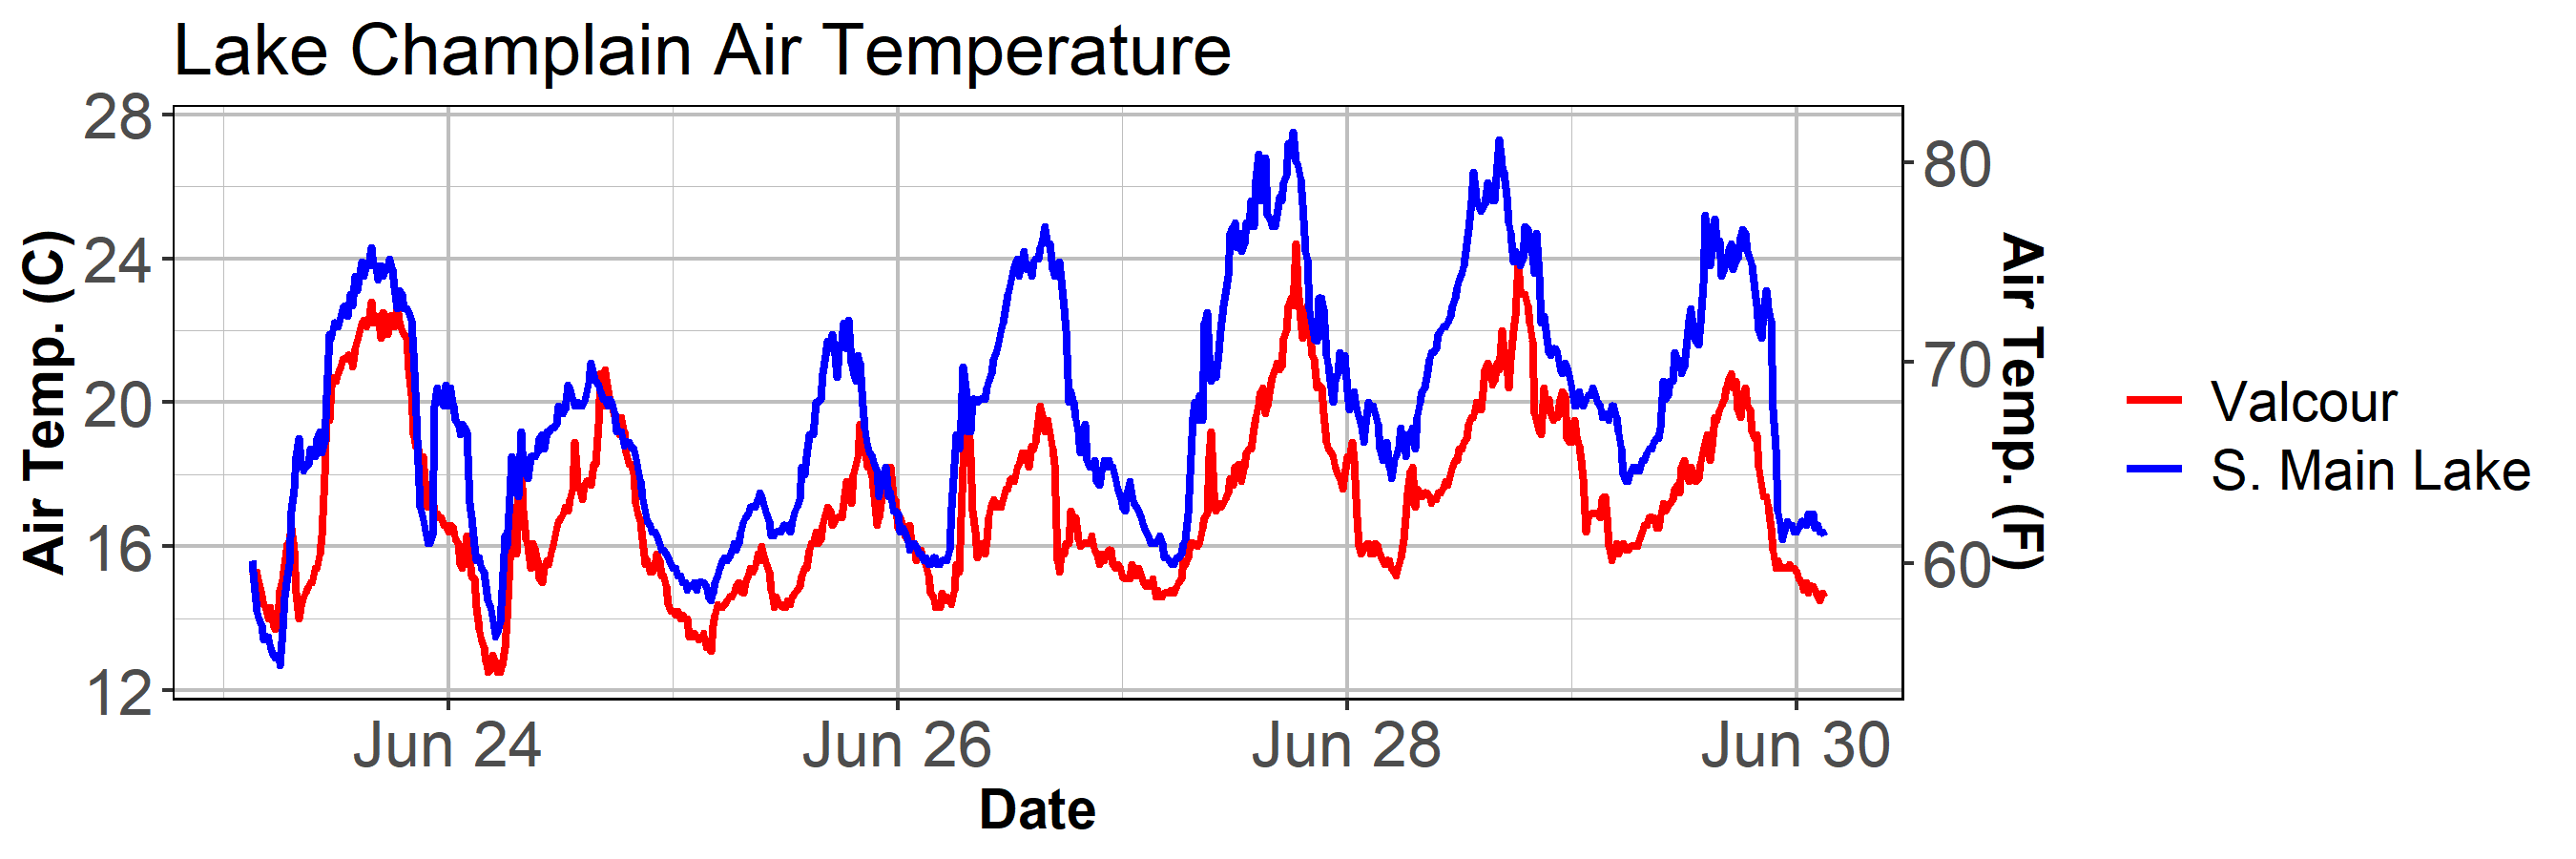 Lake Champlain Air Temperature
28
24
20
16
12
Air Temp. (C)
80
70
60
Air Temp. (F)
Jun 24
Jun 26
Jun 28
Jun 30
Date
Valcour
S. Main Lake